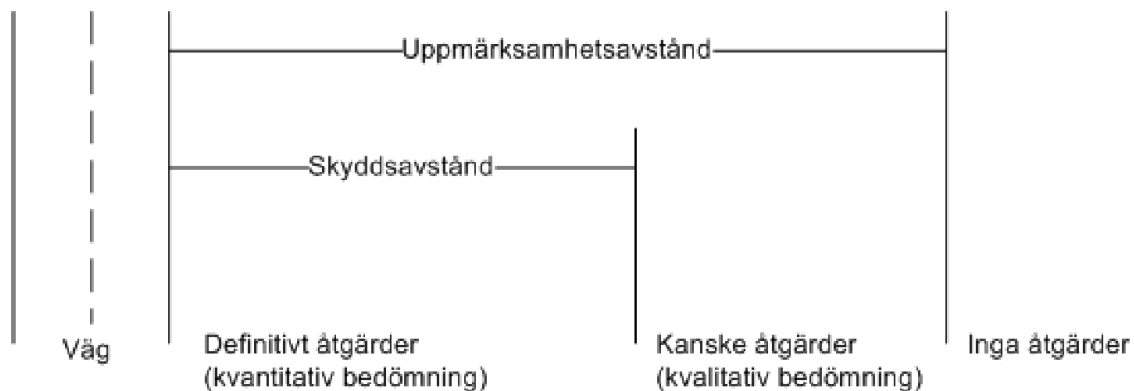 Uppmärksamhetsavstånd
Skyddsavstånd
Väg
Definitivt åtgärder
(kvantitativ bedömning)
Kanske åtgärder
(kvalitativ bedömning)
Inga åtgärder